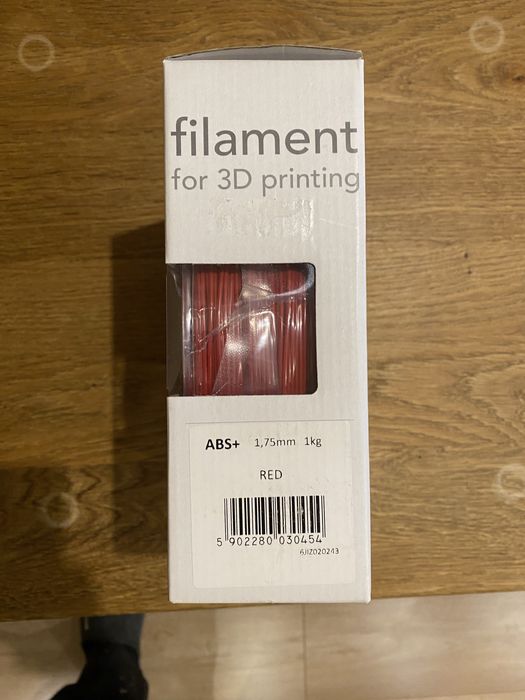 filament
for 3D printing
ABS+ 1,75mm 1kg
RED
5 902280 030454
6JIZ020243